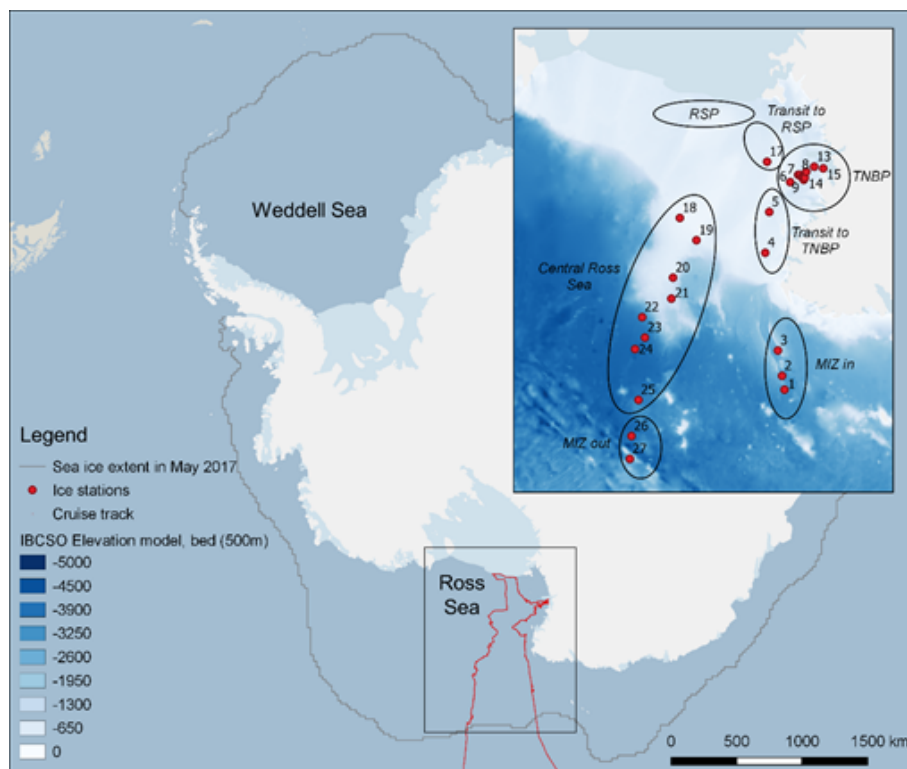 Weddell Sea
RSP
Transit to
RSP
17
7
8
13
6
9
14
15
TNBP
5
4
Transit to
TNBP
18
19
Central Ross
Sea
20
21
22
23
24
25
3
2
1
MIZ in
26
MIZ out
27
Legend
Sea ice extent in May 2017
Ice stations
Cruise track
IBCSO Elevation model, bed (500m)
-5000
-4500
-3900
-3250
-2600
-1950
-1300
-650
0
Ross
Sea
0 500 1000 1500 km